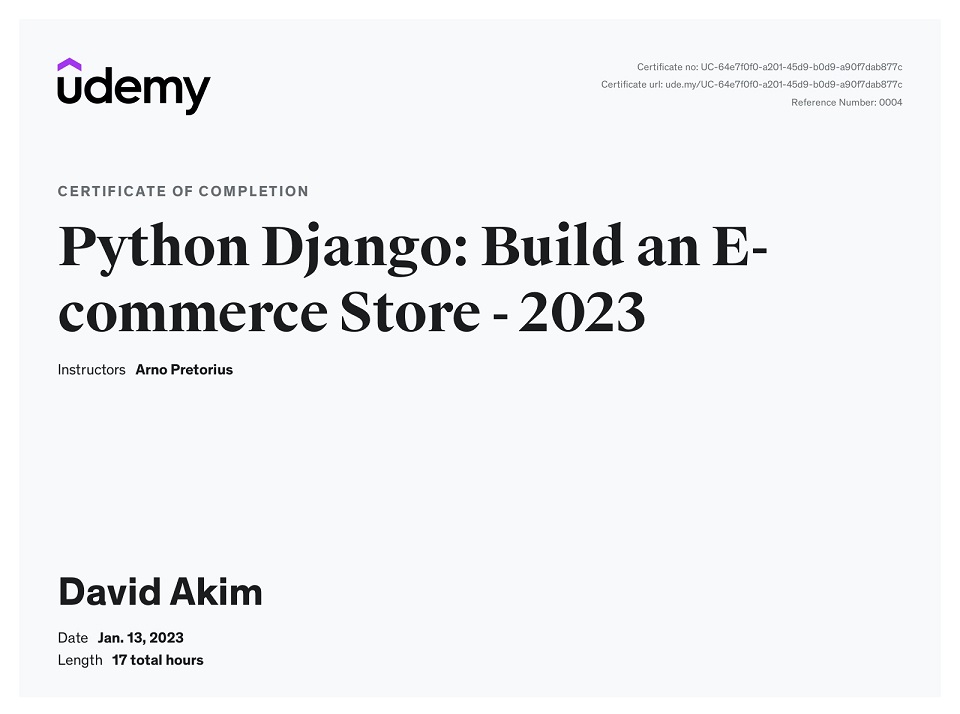 udemy
Certificate no: UC-64e7f0f0-a201-45d9-b0d9-a90f7dab877c
Certificate url: ude.my/UC-64e7f0f0-a201-45d9-b0d9-a90f7dab877c
Reference Number: 0004
CERTIFICATE OF COMPLETION
Python Django: Build an E-
commerce Store - 2023
Instructors Arno Pretorius
David Akim
Date Jan. 13, 2023
Length 17 total hours